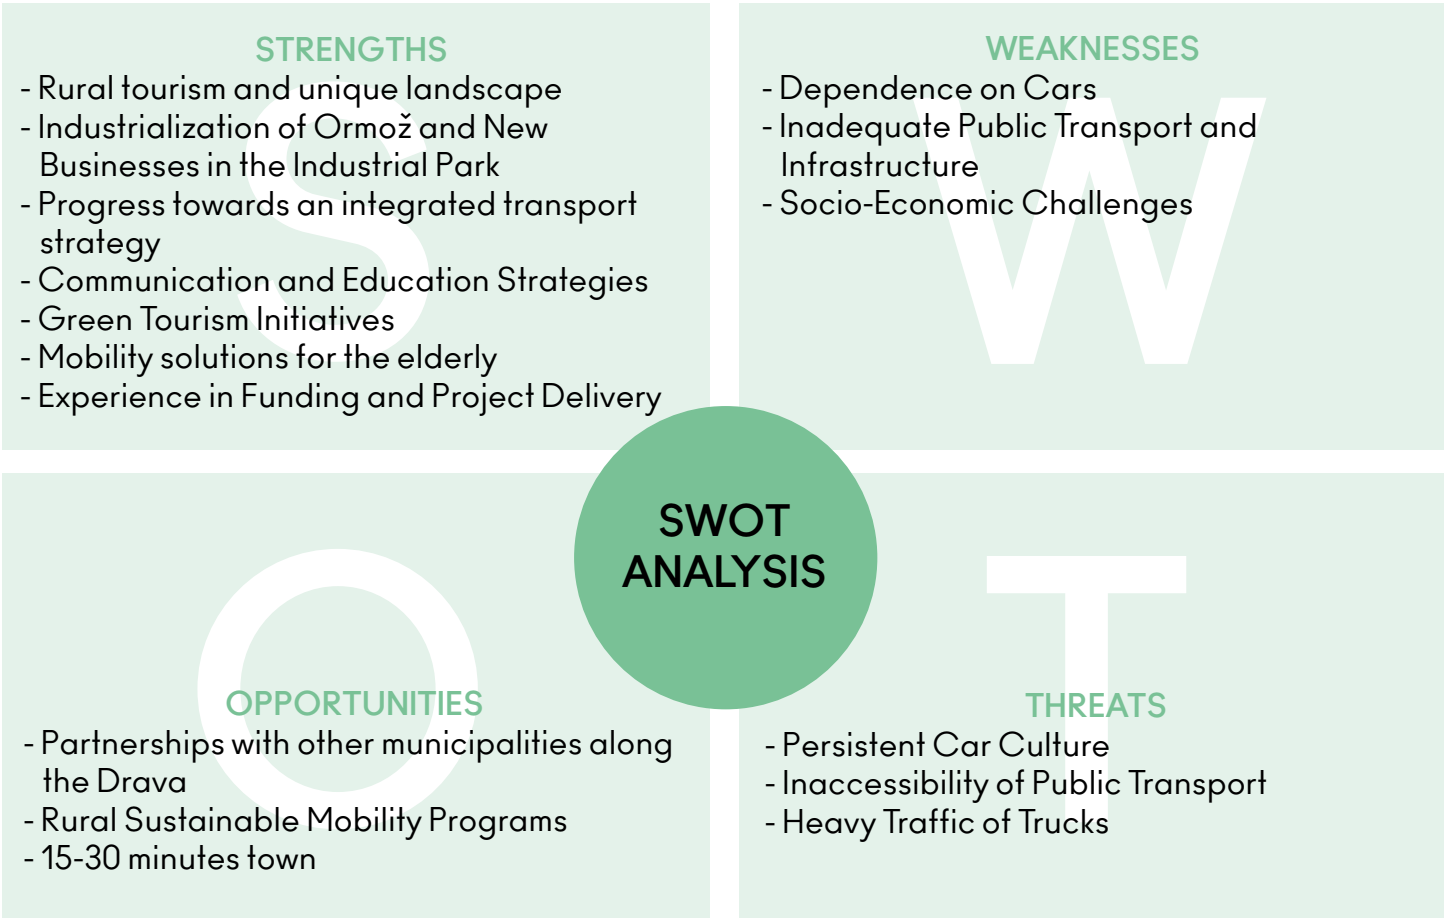 STRENGTHS
- Rural tourism and unique landscape
- Industrialization of Ormož and New
Businesses in the Industrial Park
- Progress towards an integrated transport
strategy
- Communication and Education Strategies
- Green Tourism Initiatives
- Mobility solutions for the elderly
- Experience in Funding and Project Delivery
S
WEAKNESSES
- Dependence on Cars
- Inadequate Public Transport and
Infrastructure
- Socio-Economic Challenges
W
SWOT
ANALYSIS
OPPORTUNITIES
- Partnerships with other municipalities along
the Drava
- Rural Sustainable Mobility Programs
- 15-30 minutes town
O
THREATS
- Persistent Car Culture
- Inaccessibility of Public Transport
- Heavy Traffic of Trucks
T